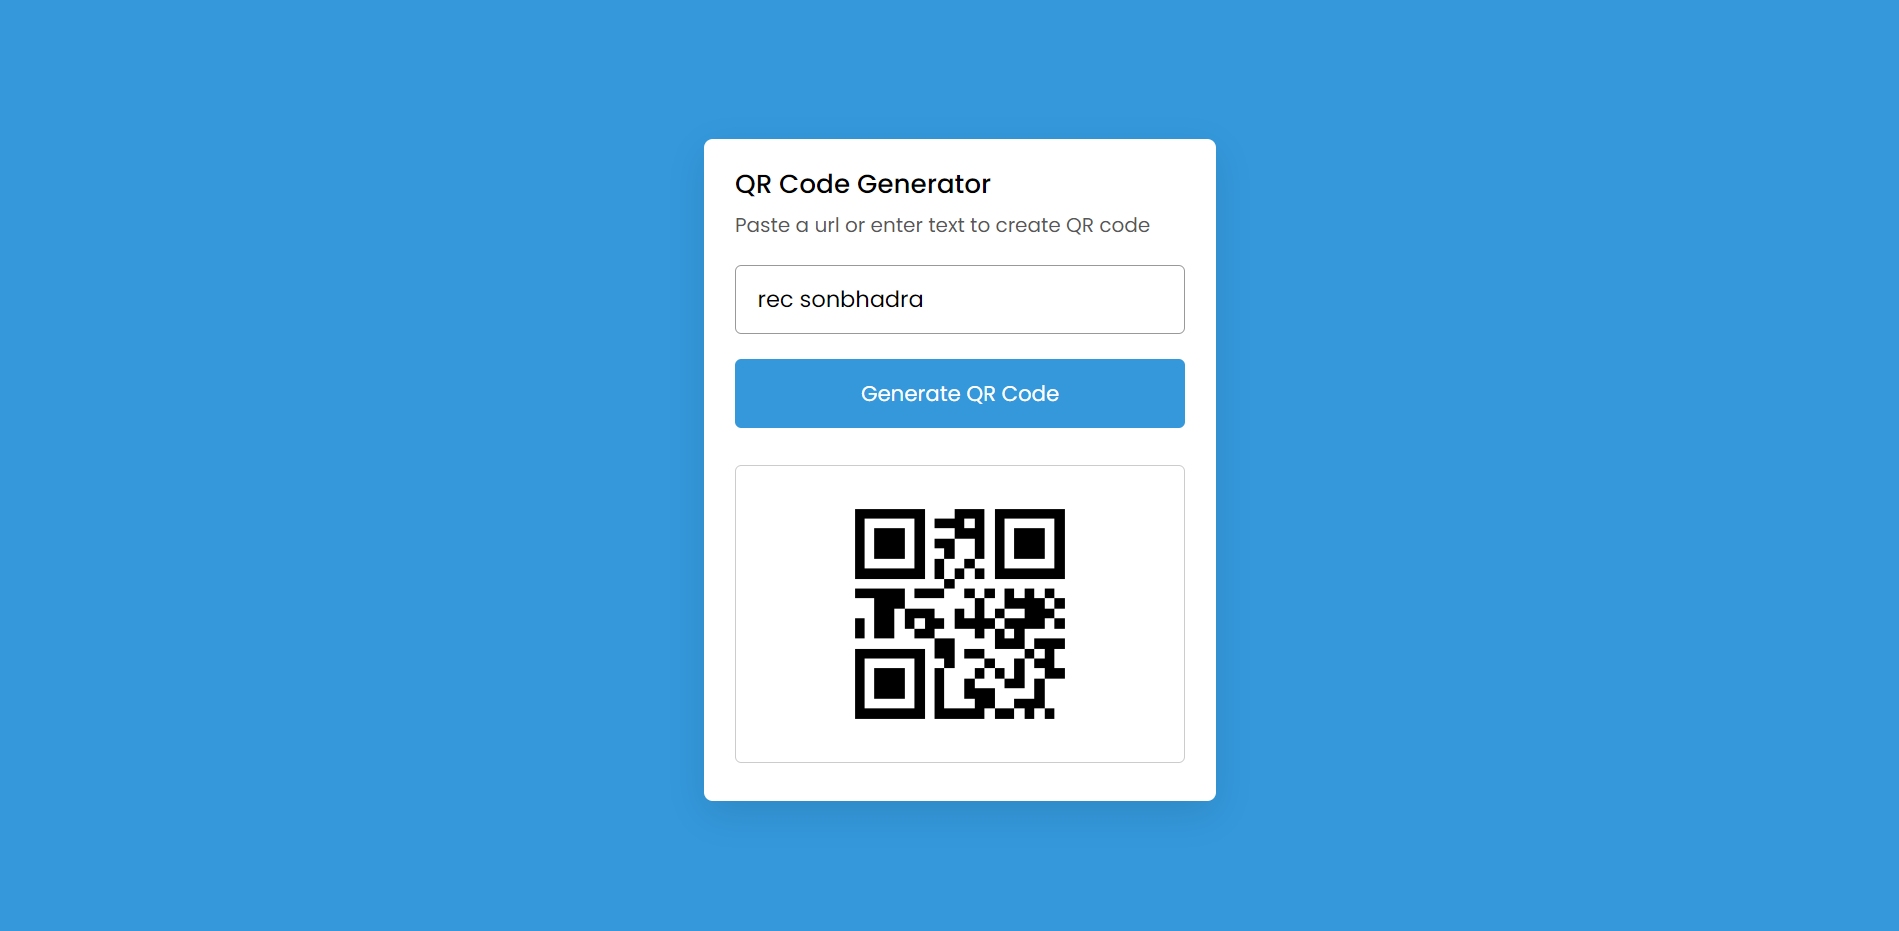 QR Code Generator
Paste a url or enter text to create QR code
rec sonbhadra
Generate QR Code